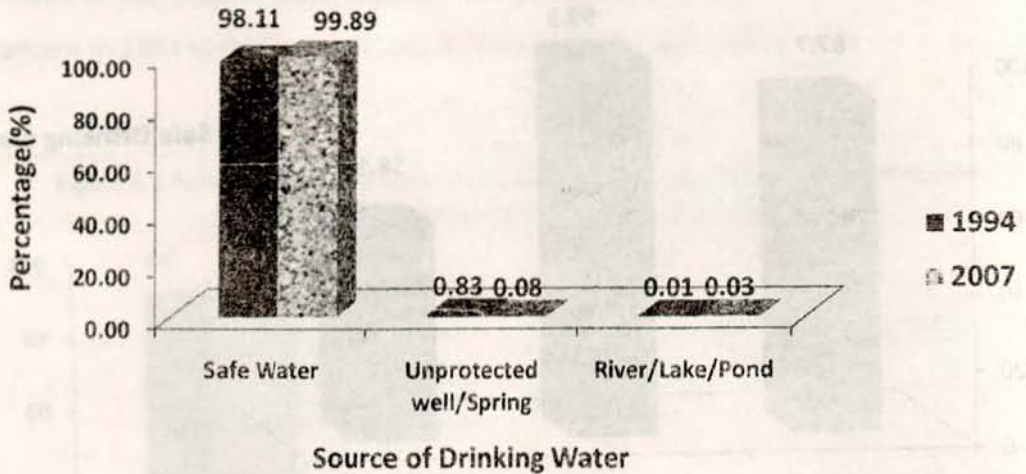 98.11 99.89
100.00
80.00
60.00
40.00
20.00
0.00
Percentage(%)
0.83 0.08
0.01 0.03
1994
2007
Safe Water
Unprotected
well/Spring
River/Lake/Pond
Source of Drinking Water